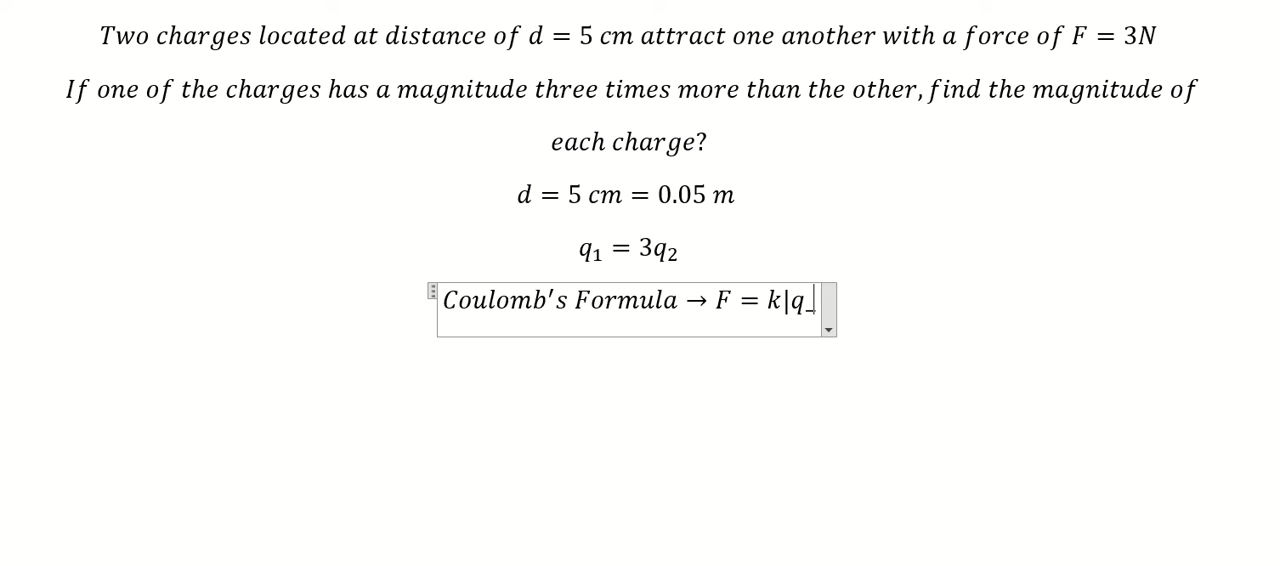 Two charges located at distance of d = 5 cm attract one another with a force of F = 3N
If one of the charges has a magnitude three times more than the other, find the magnitude of
each charge?
d = 5 cm = 0.05 m
q₁ = 3q₂
Coulomb's Formula → F = k|q_